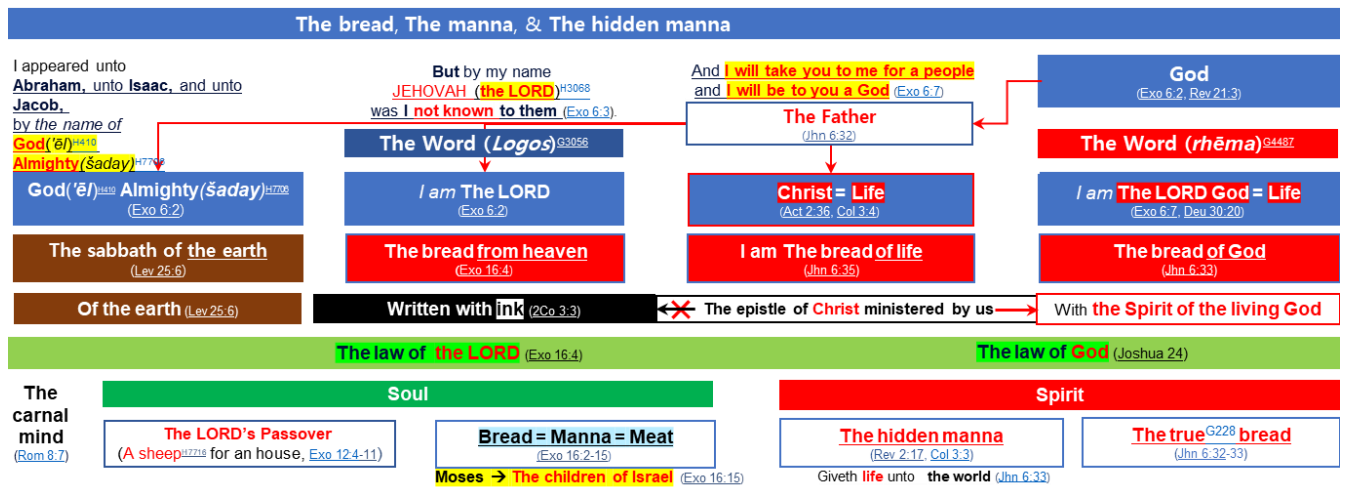 The bread, The manna, & The hidden manna
I appeared unto
Abraham, unto Isaac, and unto
Jacob,
by the name of
God('ēl)H410
Almighty(šaday)H7706
But by my name
JEHOVAH (the LORD)H3068
was I not known to them (Exo 6:3).
And I will take you to me for a people
and I will be to you a God (Exo 6:7)
The Father
(Jhn 6:32)
God
(Exo 6:2, Rev 21:3)
The Word (Logos)G3056
The Word (rhēma)G4487
God('ēl)H410 Almighty(šaday)H7706
(Exo 6:2)
I am The LORD
(Exo 6:2)
Christ = Life
(Act 2:36, Col 3:4)
I am The LORD God = Life
(Exo 6:7, Deu 30:20)
The sabbath of the earth
(Lev 25:6)
The bread from heaven
(Exo 16:4)
I am The bread of life
(Jhn 6:35)
The bread of God
(Jhn 6:33)
Of the earth (Lev 25:6)
Written with ink (2Co 3:3)
The epistle of Christ ministered by us
With the Spirit of the living God
The law of the LORD (Exo 16:4)
The law of God (Joshua 24)
The
carnal
mind
(Rom 8:7)
Soul
Spirit
The LORD's Passover
(A sheepH7716 for an house, Exo 12:4-11)
Bread = Manna = Meat
(Exo 16:2-15)
Moses → The children of Israel (Exo 16:15)
The hidden manna
(Rev 2:17, Col 3:3)
Giveth life unto the world (Jhn 6:33)
The trueG228 bread
(Jhn 6:32-33)